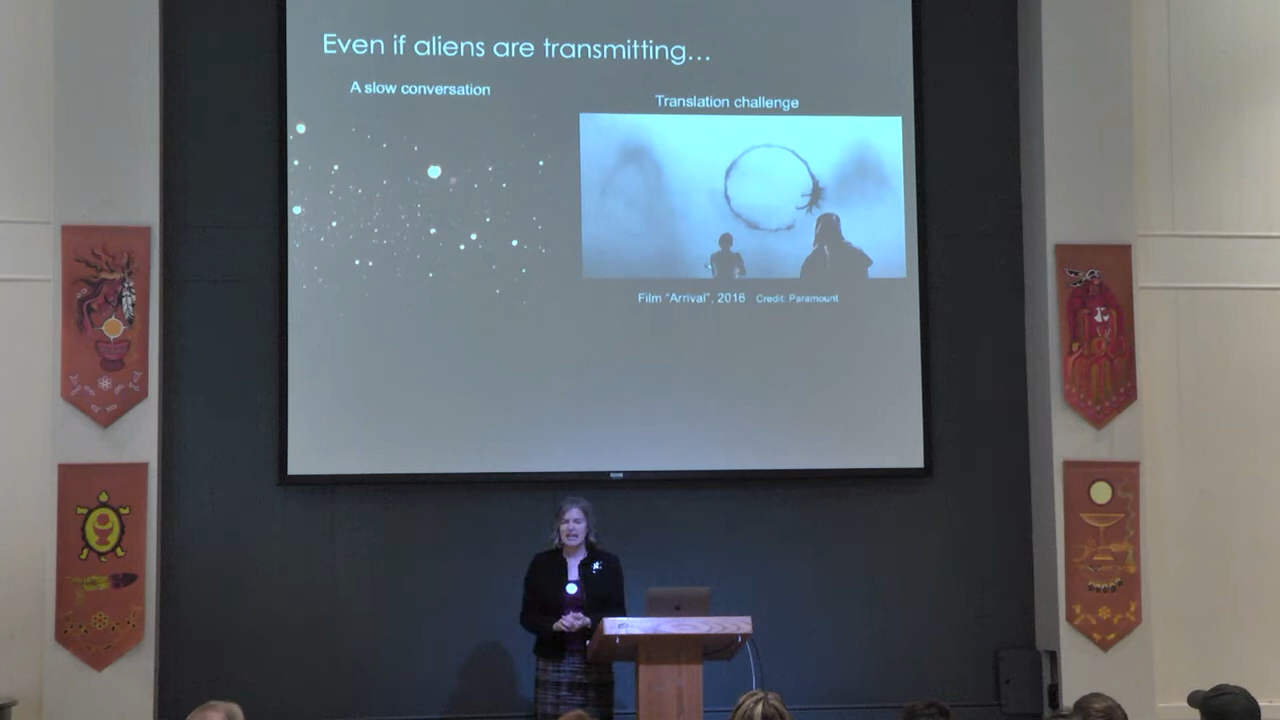 Even if aliens are transmitting...
A slow conversation
Translation challenge
Film "Arrival", 2016 Credit: Paramount